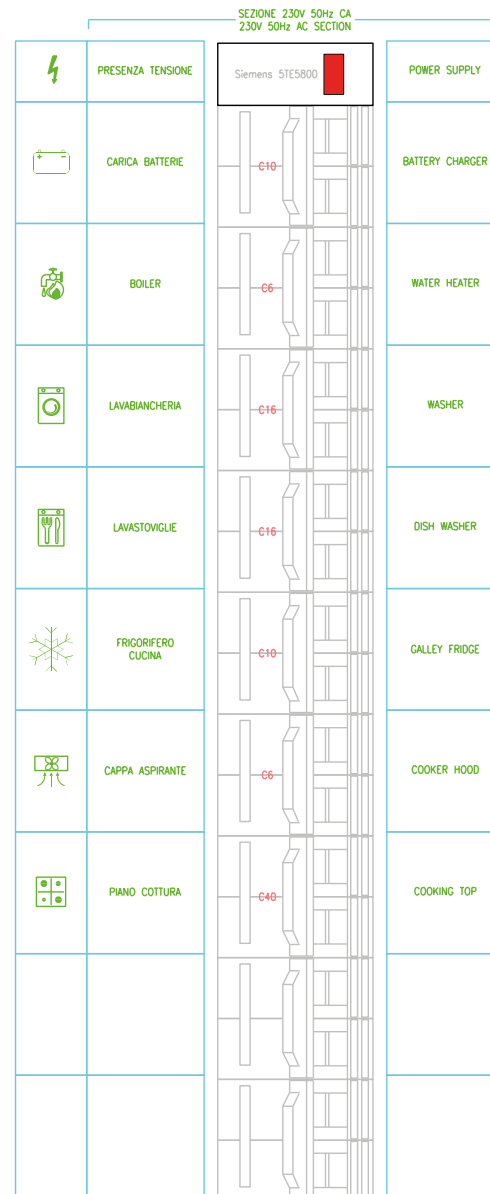 SEZIONE 230V 50Hz CA
230V 50Hz AC SECTION
PRESENZA TENSIONE
Siemens 5TE5800
POWER SUPPLY
CARICA BATTERIE
C10
BATTERY CHARGER
BOILER
C6
WATER HEATER
LAVABIANCHERIA
C16
WASHER
LAVASTOVIGLIE
C16
DISH WASHER
FRIGORIFERO
CUCINA
C10
GALLEY FRIDGE
CAPPA ASPIRANTE
C6
COOKER HOOD
PIANO COTTURA
C40
COOKING TOP